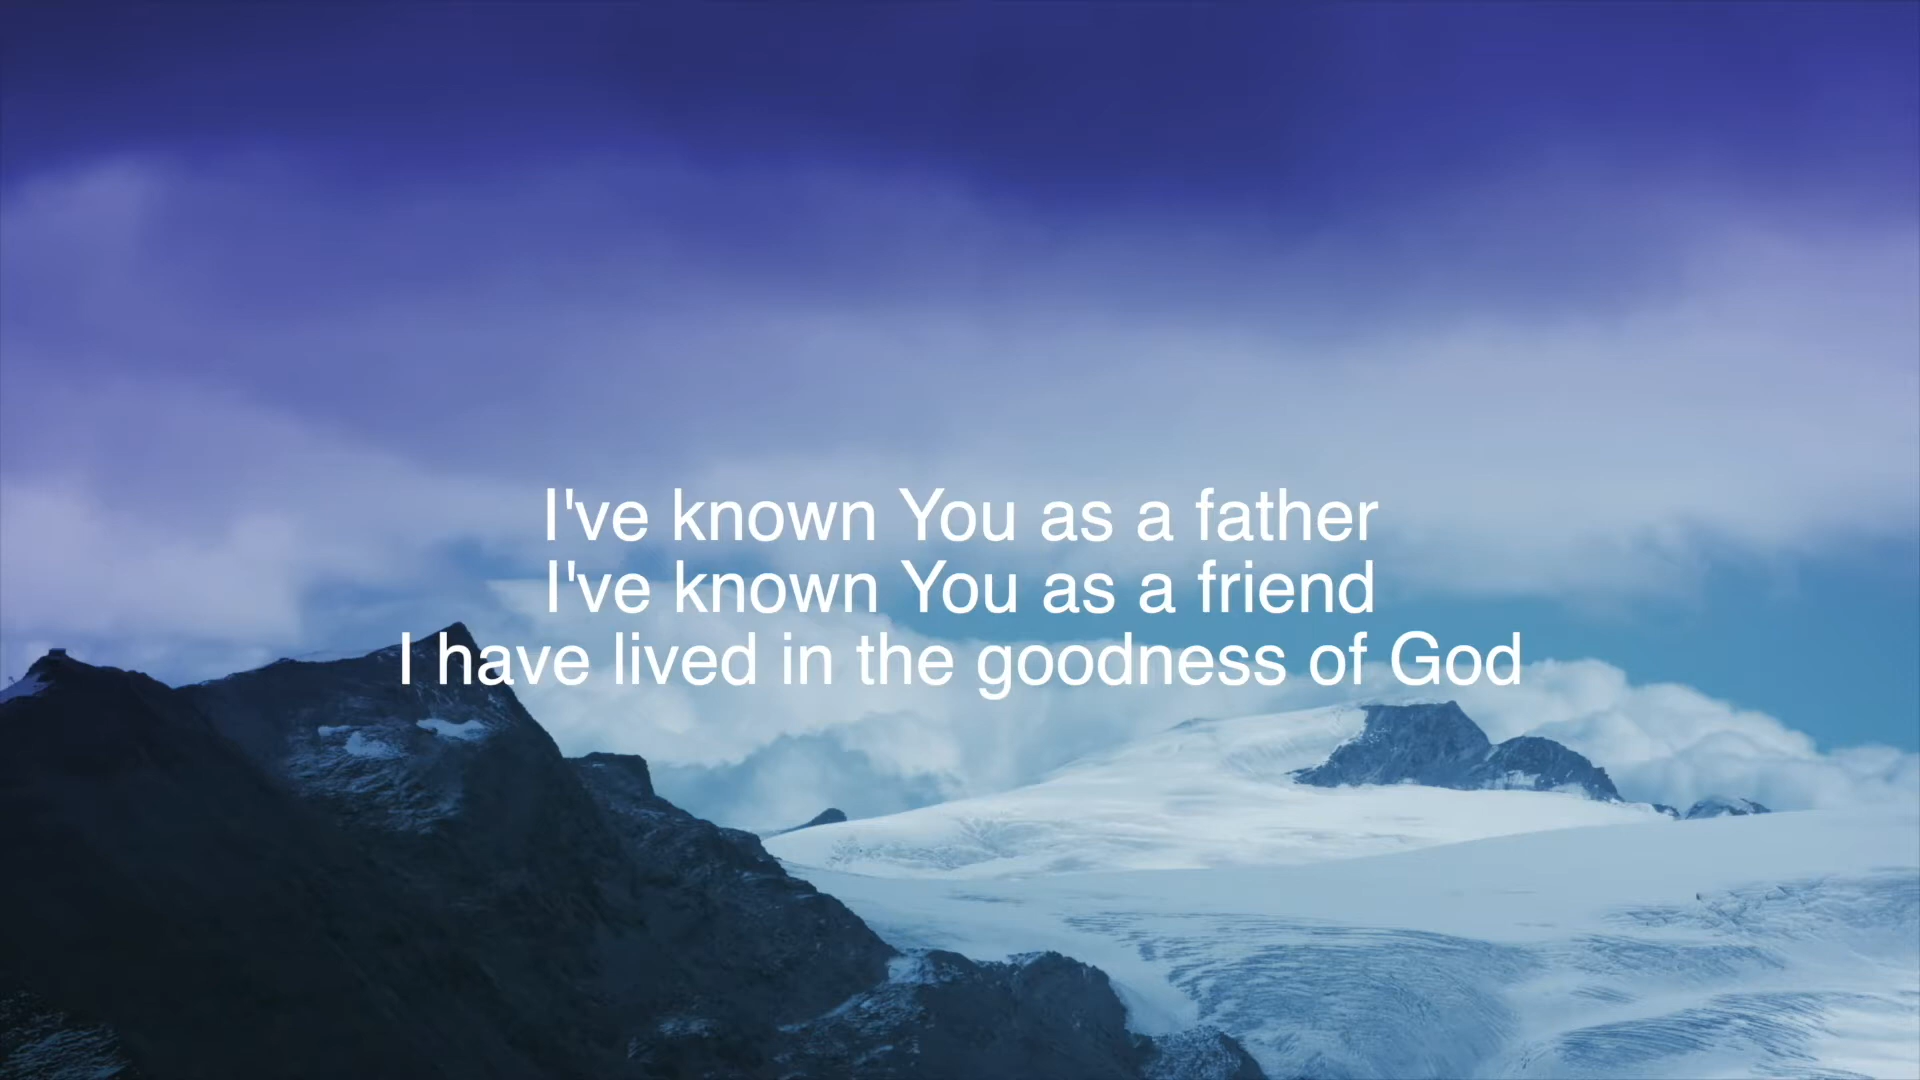 I've known You as a father
I've known You as a friend
I have lived in the goodness of God